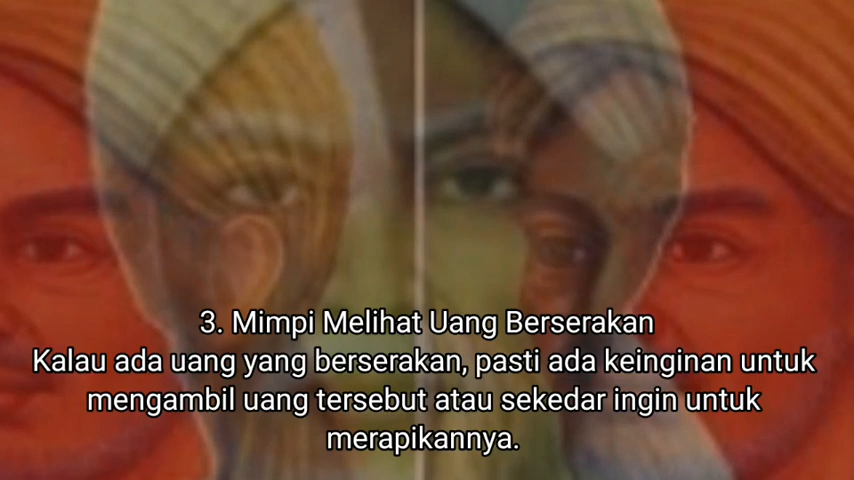 3. Mimpi Melihat Uang Berserakan
Kalau ada uang yang berserakan, pasti ada keinginan untuk
mengambil uang tersebut atau sekedar ingin untuk
merapikannya.